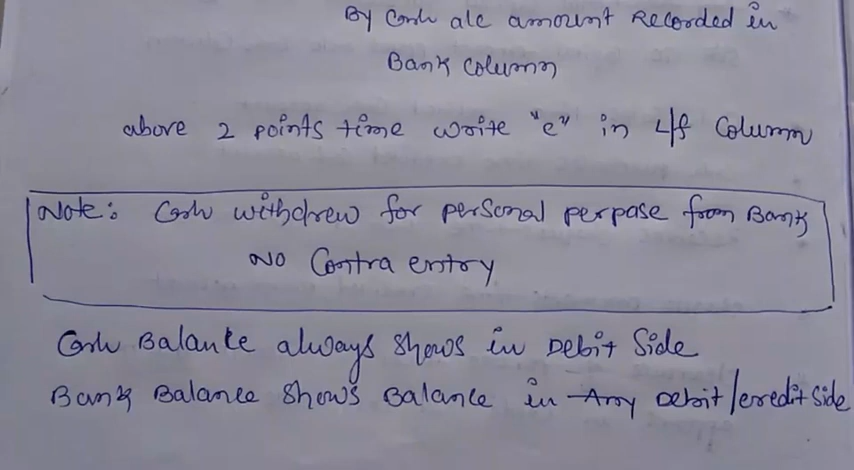 By Cash a/c amount Recorded in
Bank Column
above 2 points time write "c" in L/f Column
Note: Cash withdrew for personal perpase from Bank
NO Contra entry
Cash Balance always shows in Debit Side
Bank Balance shows Balance in Any Debit/credit side